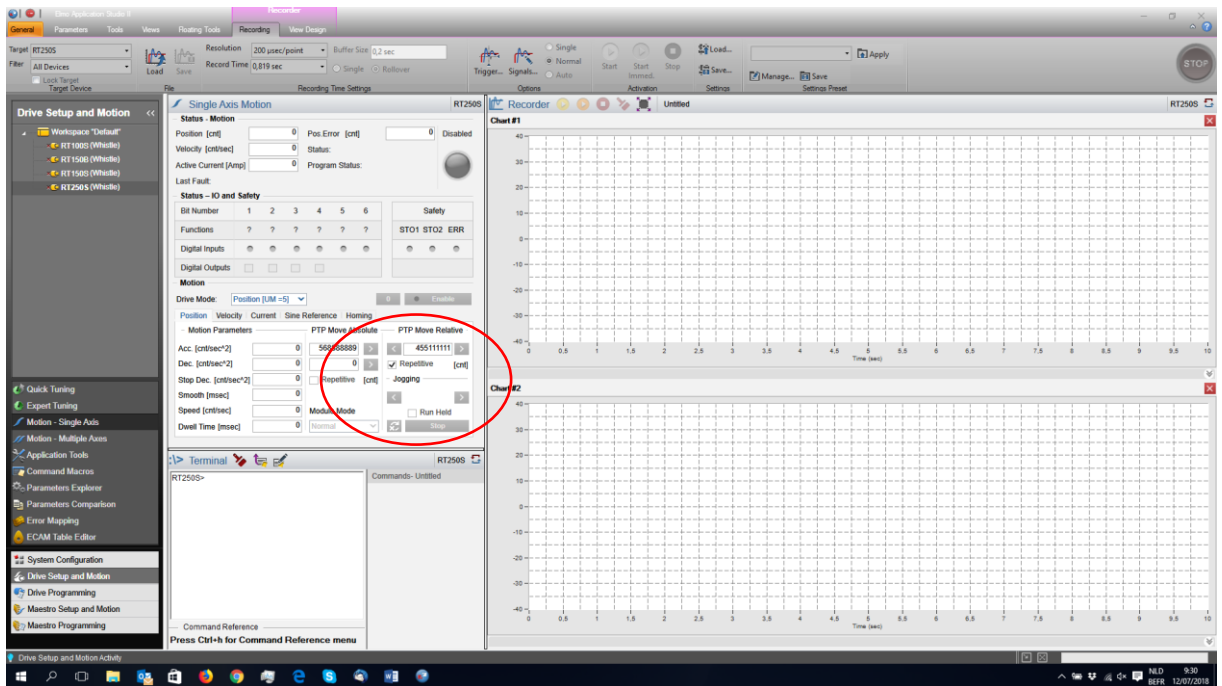 Elmo Application Studio II
Recorder
General Parameters Tools Views Routing Tools Recording View Design
Target RT250S
Filter All Devices
Lock Target
Target Device
Load Save
File
Resolution 200 µsec/point Buffer Size 0,2 sec
Record Time 0,819 sec Single Rollover
Recording Time Settings
Trigger... Signals...
Single
Normal
Auto
Options
Start Start Immed. Stop
Activation
Load...
Save...
Settings
Apply
Manage... Save
Settings Preset
STOP
Drive Setup and Motion <<
Workspace "Default"
RT100S (Whistle)
RT150B (Whistle)
RT150S (Whistle)
RT250S (Whistle)
Quick Tuning
Expert Tuning
Motion - Single Axis
Motion - Multiple Axes
Application Tools
Command Macros
Parameters Explorer
Parameters Comparison
Error Mapping
ECAM Table Editor
System Configuration
Drive Setup and Motion
Drive Programming
Maestro Setup and Motion
Maestro Programming
Single Axis Motion RT250S
Status - Motion
Position [cnt] 0 Pos.Error [cnt] 0 Disabled
Velocity [cnt/sec] 0 Status:
Active Current [Amp] 0 Program Status:
Last Fault:
Status – IO and Safety
Bit Number 1 2 3 4 5 6 Safety
Functions ? ? ? ? ? ? STO1 STO2 ERR
Digital Inputs
Digital Outputs
Motion
Drive Mode: Position [UM =5] 0 Enable
Position Velocity Current Sine Reference Homing
Motion Parameters PTP Move Absolute PTP Move Relative
Acc. [cnt/sec^2] 0 568888889 > < 455111111 >
Dec. [cnt/sec^2] 0 0 > Repetitive [cnt]
Stop Dec. [cnt/sec^2] 0 Repetitive [cnt] Jogging
Smooth [msec] 0 < >
Speed [cnt/sec] 0 Modulo Mode Run Held
Dwell Time [msec] 0 Normal Stop
Terminal RT250S
RT250S> Commands- Untitled
Command Reference
Press Ctrl+h for Command Reference menu
Recorder Untitled RT250S
Chart #1
40
30
20
10
0
-10
-20
-30
-40
0 0,5 1 1,5 2 2,5 3 3,5 4 4,5 5 5,5 6 6,5 7 7,5 8 8,5 9 9,5 10
Time (sec)
Chart #2
40
30
20
10
0
-10
-20
-30
-40
0 0,5 1 1,5 2 2,5 3 3,5 4 4,5 5 5,5 6 6,5 7 7,5 8 8,5 9 9,5 10
Time (sec)
Drive Setup and Motion Activity
NLD 9:30
BEFR 12/07/2018